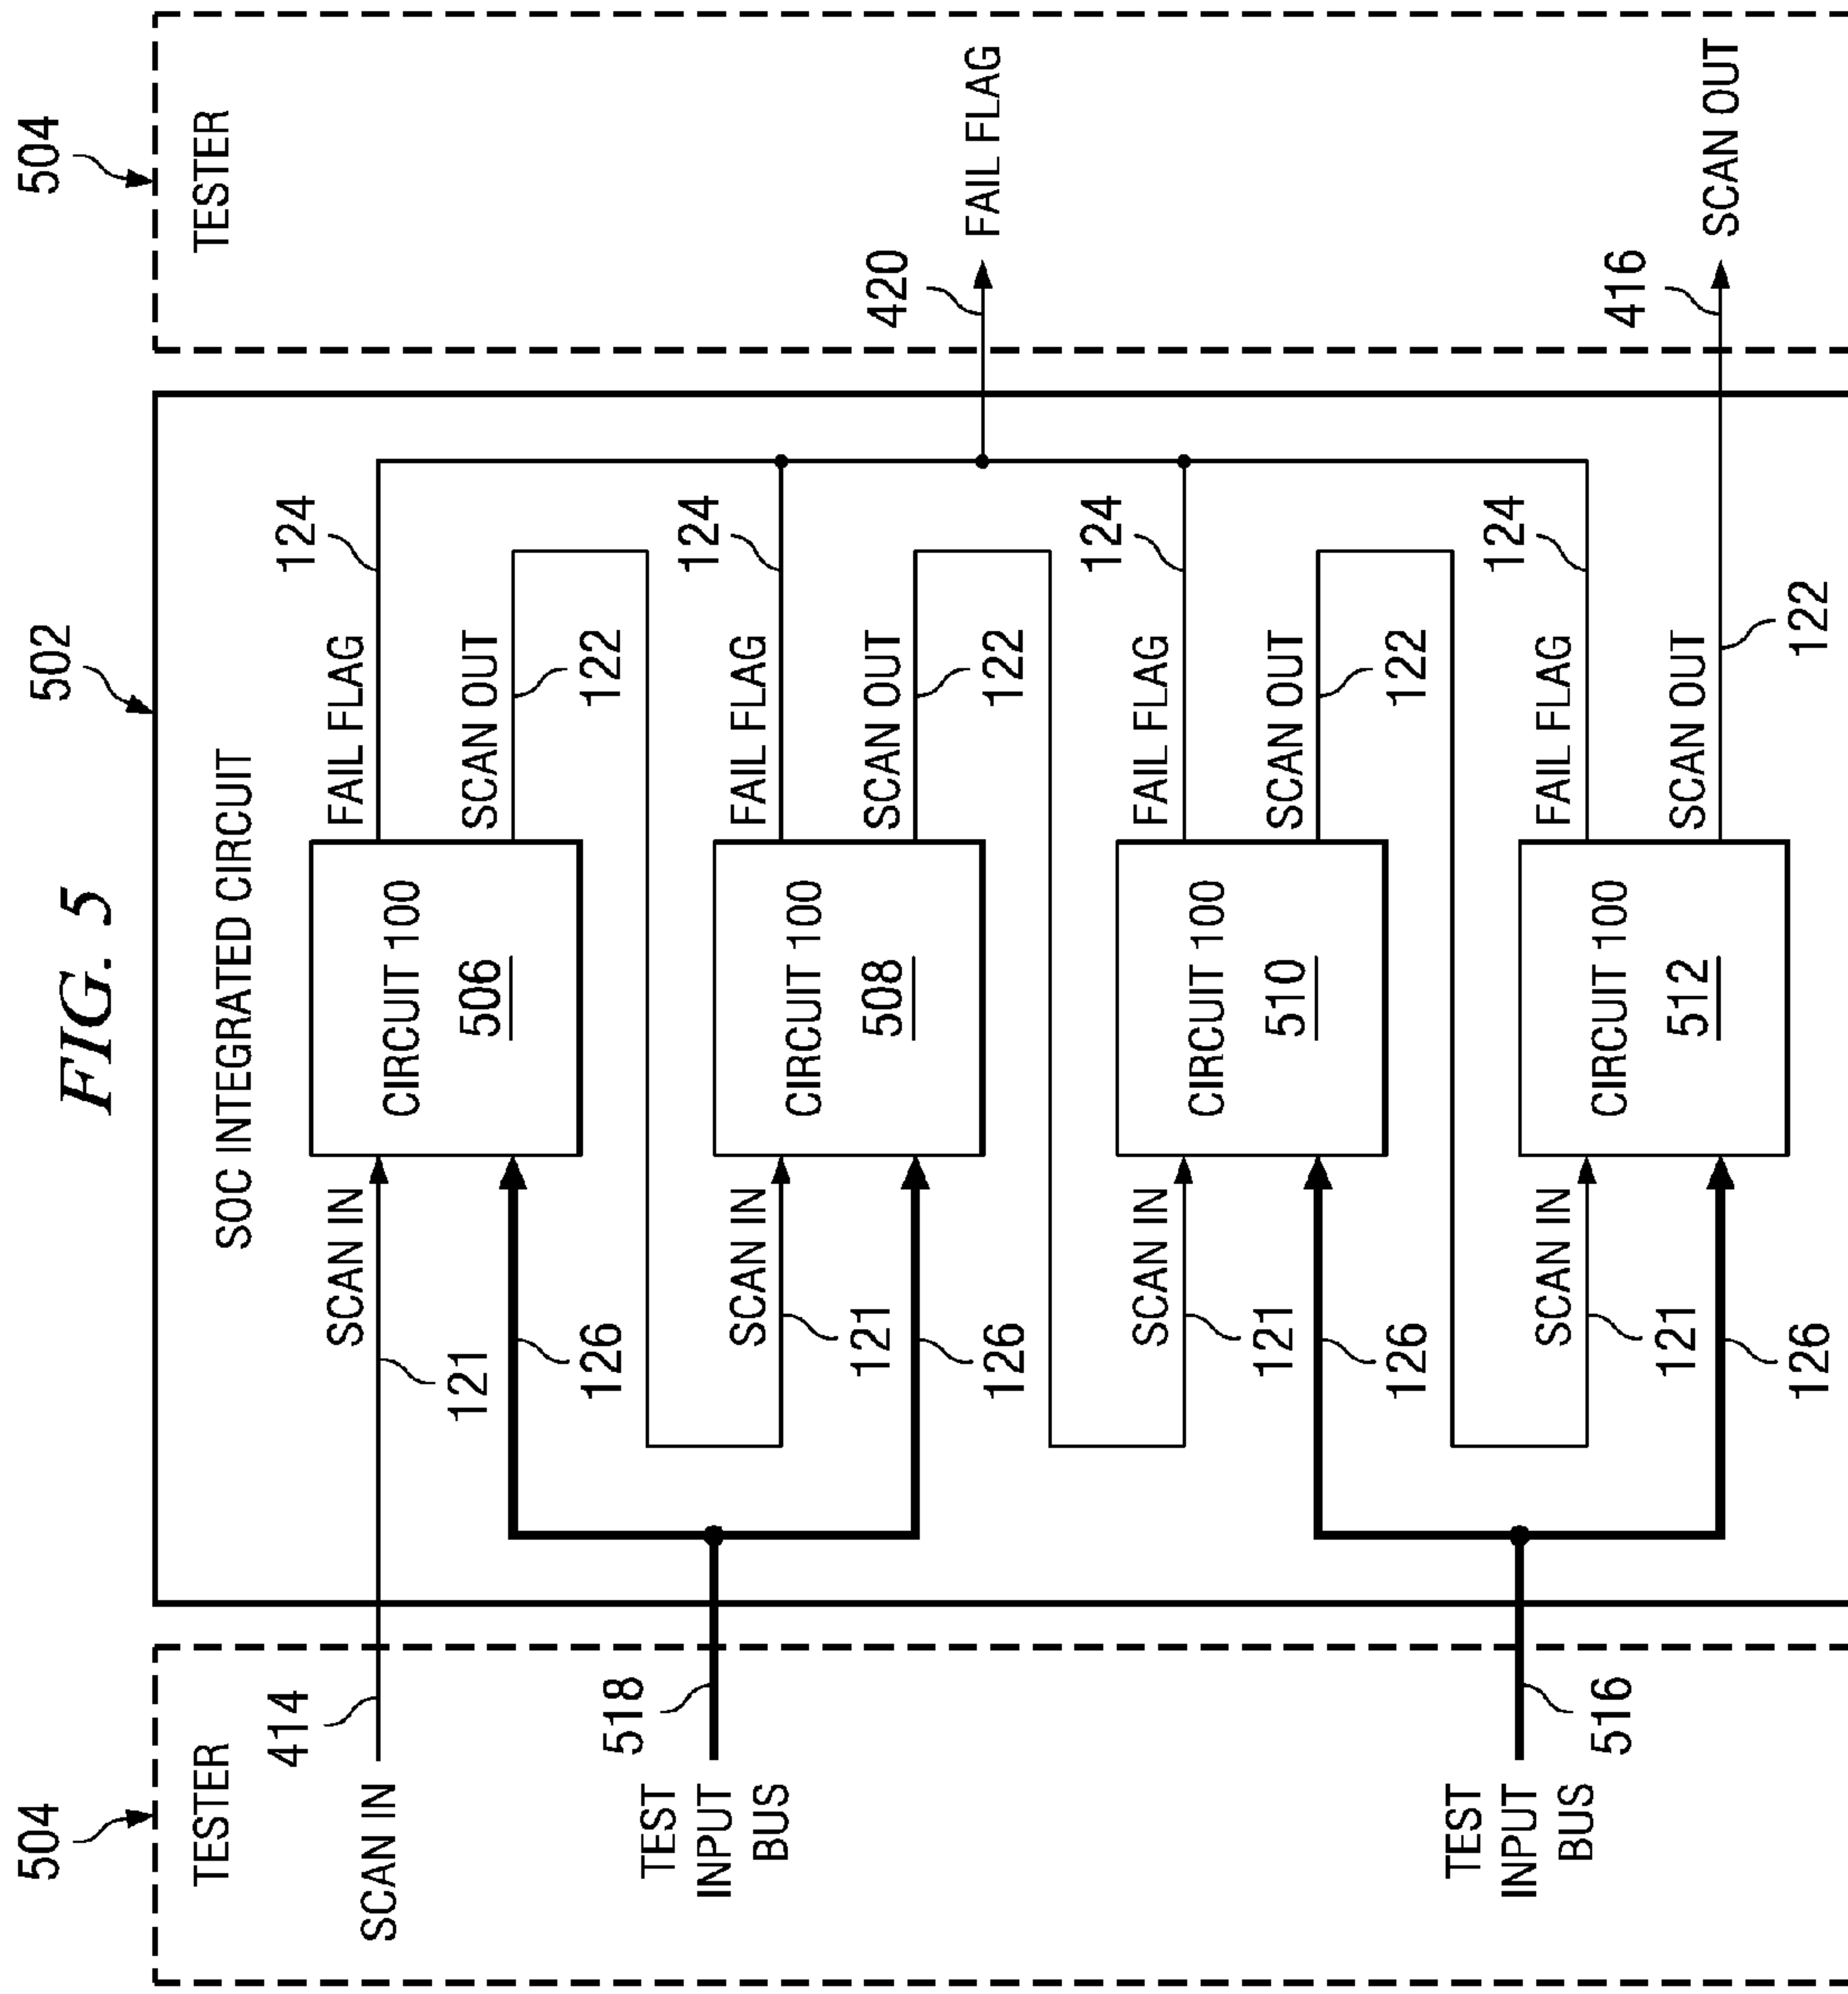 FIG. 5
504
502
504
TESTER
SOC INTEGRATED CIRCUIT
TESTER
414
SCAN IN
121
SCAN IN
CIRCUIT 100
506
FAIL FLAG
124
SCAN OUT
122
126
518
TEST
INPUT
BUS
SCAN IN
121
126
CIRCUIT 100
508
FAIL FLAG
124
SCAN OUT
122
420
FAIL FLAG
SCAN IN
121
126
CIRCUIT 100
510
FAIL FLAG
124
SCAN OUT
122
516
TEST
INPUT
BUS
SCAN IN
121
126
CIRCUIT 100
512
FAIL FLAG
124
SCAN OUT
122
416
SCAN OUT